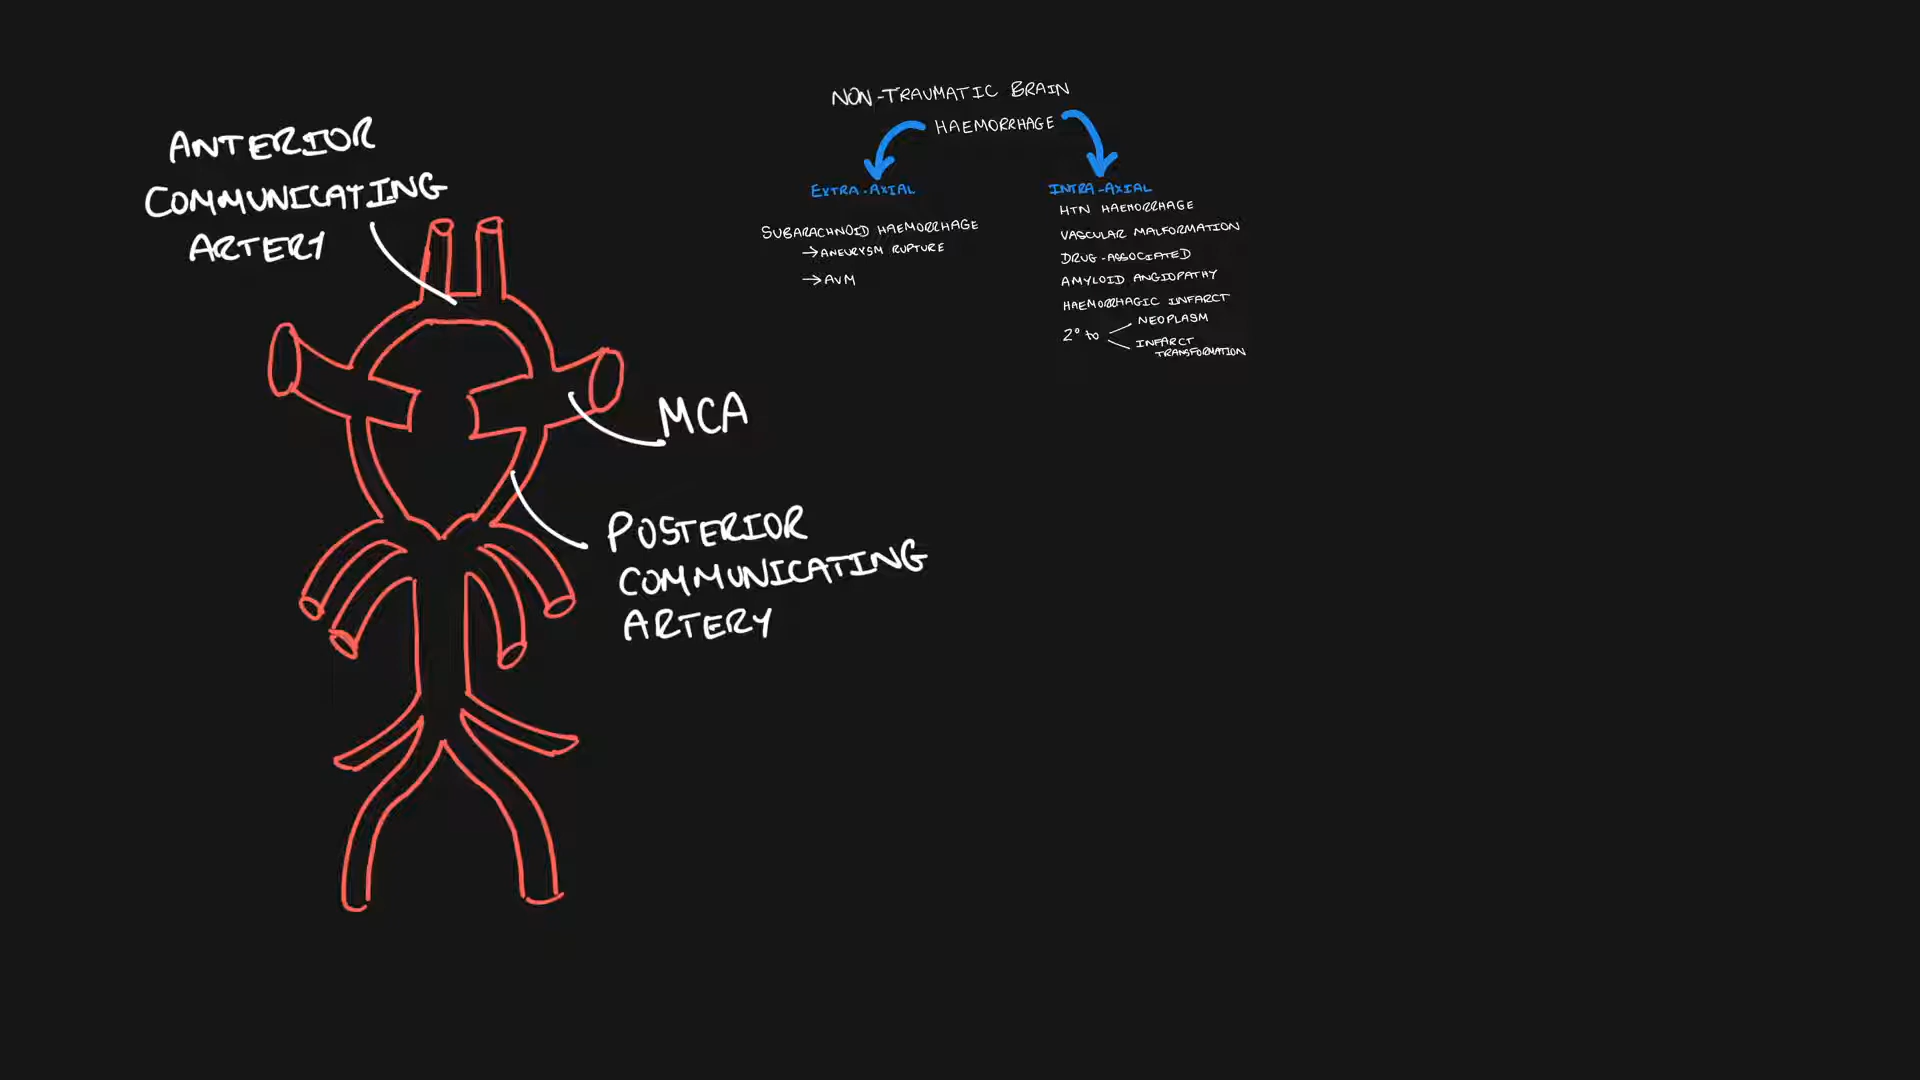 ANTERIOR
COMMUNICATING
ARTERY
MCA
POSTERIOR
COMMUNICATING
ARTERY
NON-TRAUMATIC BRAIN
HAEMORRHAGE
EXTRA-AXIAL
SUBARACHNOID HAEMORRHAGE
→ANEURYSM RUPTURE
→AVM
INTRA-AXIAL
HTN HAEMORRHAGE
VASCULAR MALFORMATION
DRUG-ASSOCIATED
AMYLOID ANGIOPATHY
HAEMORRHAGIC INFARCT
2° to
NEOPLASM
INFARCT
TRANSFORMATION